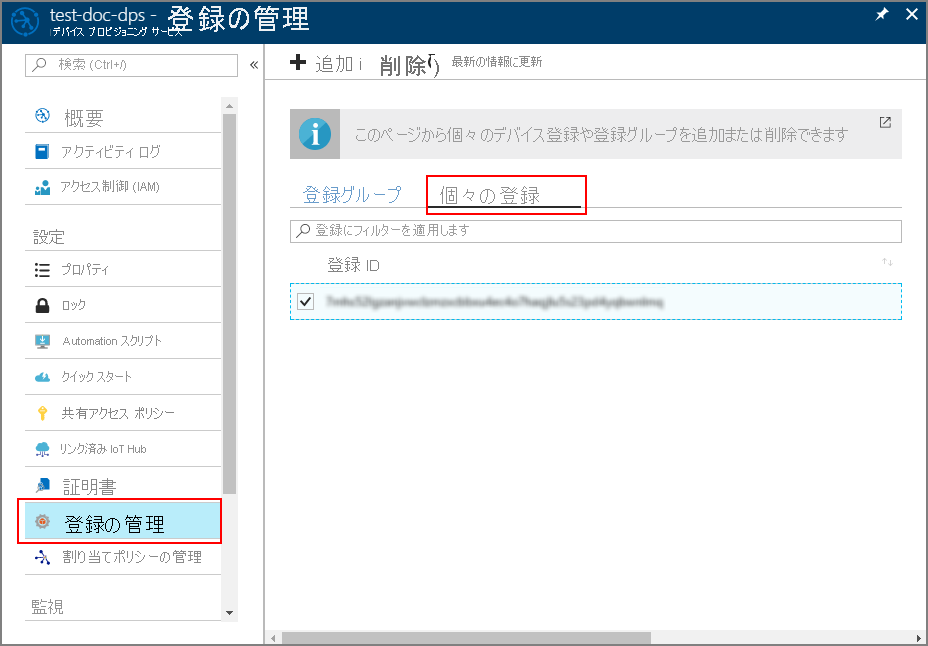 test-doc-dps - 登録の管理
デバイス プロビジョニング サービス
検索 (Ctrl+/)
概要
アクティビティ ログ
アクセス制御 (IAM)
設定
プロパティ
ロック
Automation スクリプト
クイック スタート
共有アクセス ポリシー
リンク済み IoT Hub
証明書
登録の管理
割り当てポリシーの管理
監視
追加 削除 最新の情報に更新
このページから個々のデバイス登録や登録グループを追加または削除できます
登録グループ 個々の登録
登録にフィルターを適用します
登録 ID